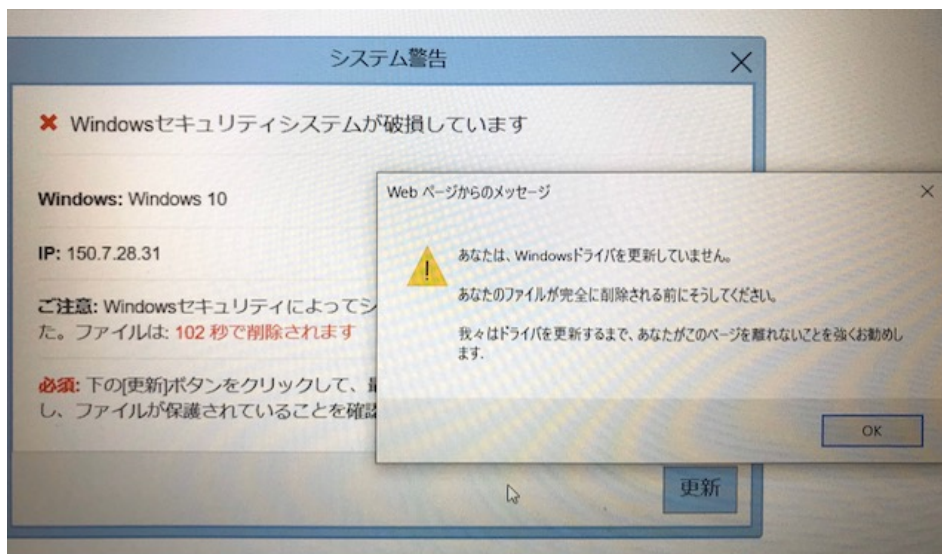 システム警告
Windowsセキュリティシステムが破損しています
Windows: Windows 10
IP: 150.7.28.31
ご注意: Windowsセキュリティによってシ
た。ファイルは: 102 秒で削除されます
必須: 下の[更新]ボタンをクリックして、
し、ファイルが保護されていることを確認
更新
Web ページからのメッセージ
あなたは、Windowsドライバを更新していません。
あなたのファイルが完全に削除される前にそうしてください。
我々はドライバを更新するまで、あなたがこのページを離れないことを強くお勧めし
ます.
OK